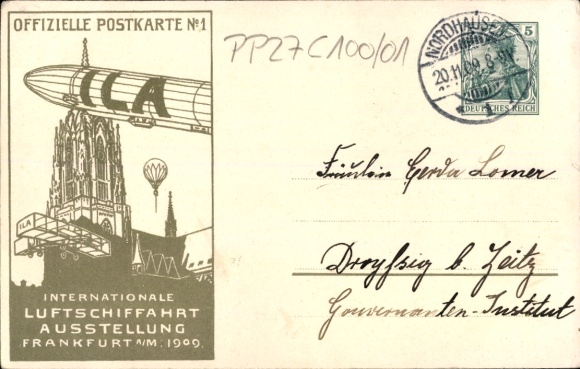 OFFIZIELLE POSTKARTE Nº1
ILA
ILA
INTERNATIONALE
LUFTSCHIFFAHRT
AUSSTELLUNG
FRANKFURT A/M. 1909.
PP27C100/01
NORDHAUSEN
20.11.09. 8-9V
* 1
5
DEUTSCHES REICH
Fräulein Gerda Lomer
Droyßig b. Zeitz
Gouvernanten-Institut